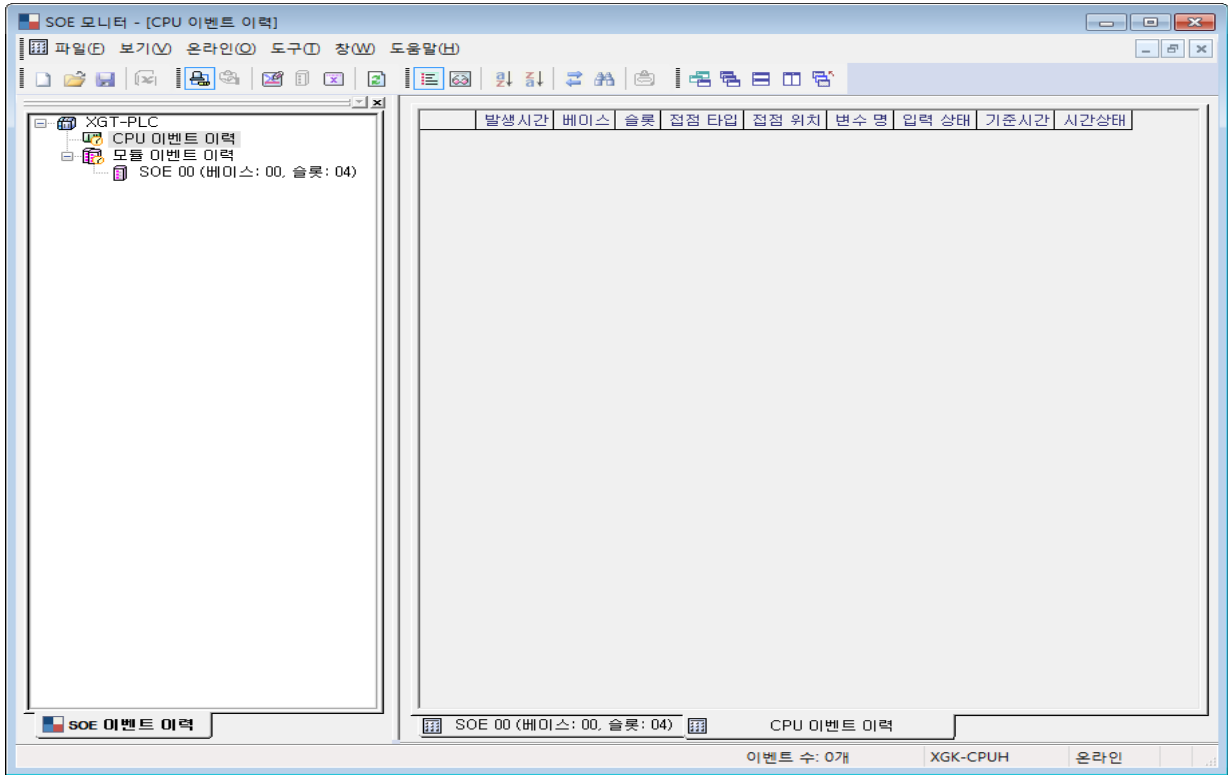 SOE 모니터 - [CPU 이벤트 이력]
파일(F) 보기(V) 온라인(O) 도구(T) 창(W) 도움말(H)
XGT-PLC
CPU 이벤트 이력
모듈 이벤트 이력
SOE 00 (베이스: 00, 슬롯: 04)
발생시간 베이스 슬롯 접점 타입 접점 위치 변수 명 입력 상태 기준시간 시간상태
SOE 이벤트 이력
SOE 00 (베이스: 00, 슬롯: 04) CPU 이벤트 이력
이벤트 수: 0개 XGK-CPUH 온라인